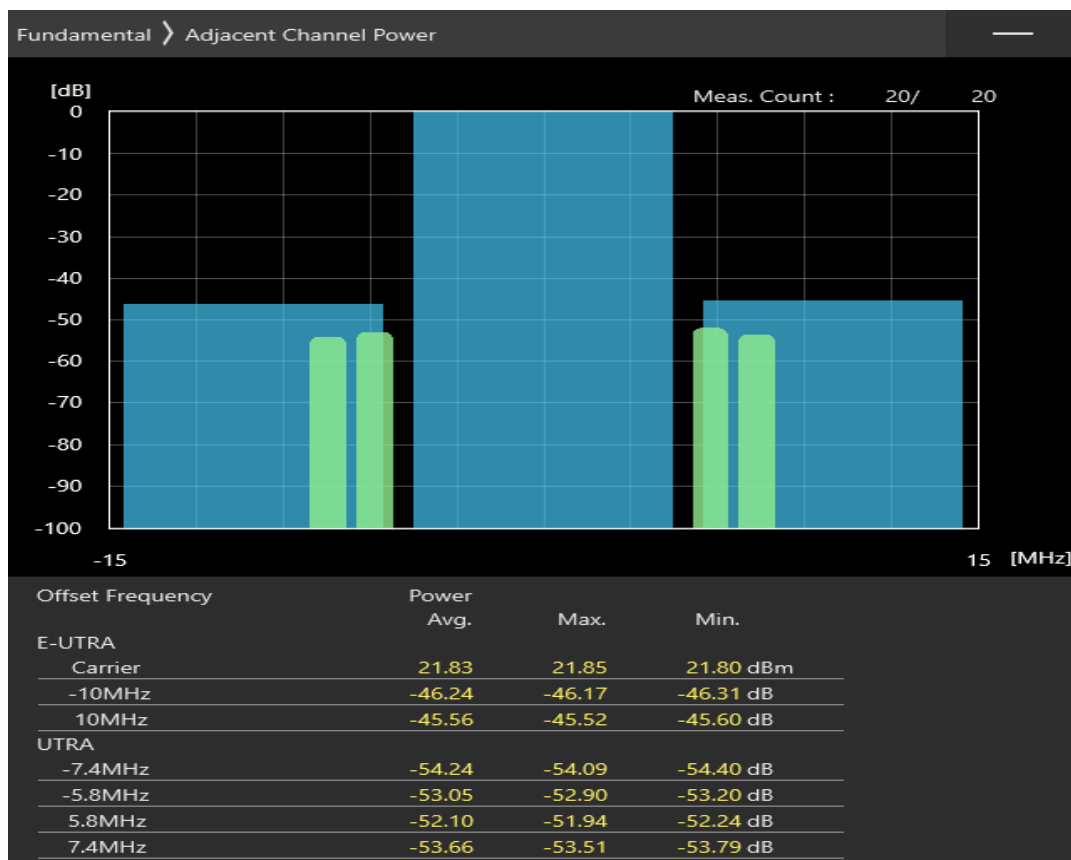 Fundamental ❯ Adjacent Channel Power
[dB]
Meas. Count : 20/ 20
0
-10
-20
-30
-40
-50
-60
-70
-80
-90
-100
-15 15 [MHz]
Offset Frequency Power
Avg. Max. Min.
E-UTRA
Carrier 21.83 21.85 21.80 dBm
-10MHz -46.24 -46.17 -46.31 dB
10MHz -45.56 -45.52 -45.60 dB
UTRA
-7.4MHz -54.24 -54.09 -54.40 dB
-5.8MHz -53.05 -52.90 -53.20 dB
5.8MHz -52.10 -51.94 -52.24 dB
7.4MHz -53.66 -53.51 -53.79 dB